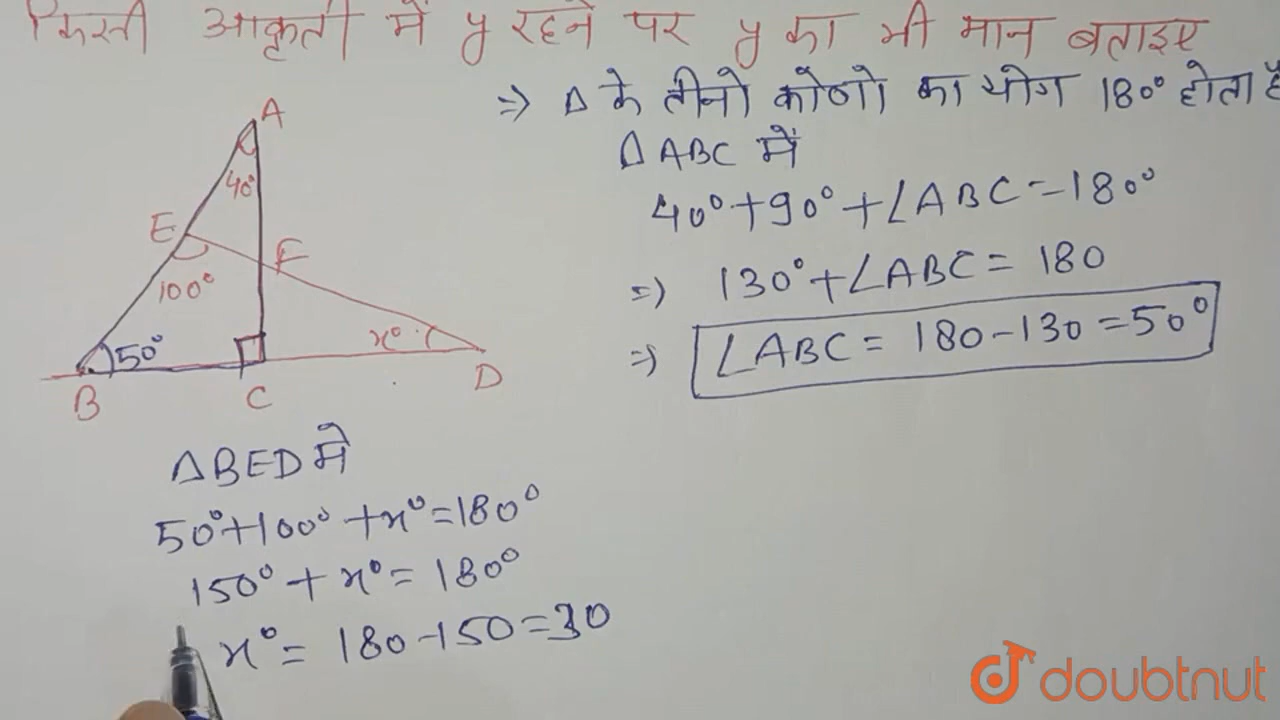 किसी आकृती में y रहने पर y का भी मान बताइए
⇒ Δ के तीनो कोणो का योग 180° होता है
Δ ABC में
40°+90°+∠ABC=180°
⇒ 130°+∠ABC=180
⇒ ∠ABC=180-130=50°
A
40°
E
F
100°
50°
x°
B
C
D
ΔBED मे
50°+100°+x°=180°
150°+x°=180°
x°=180-150=30
doubtnut